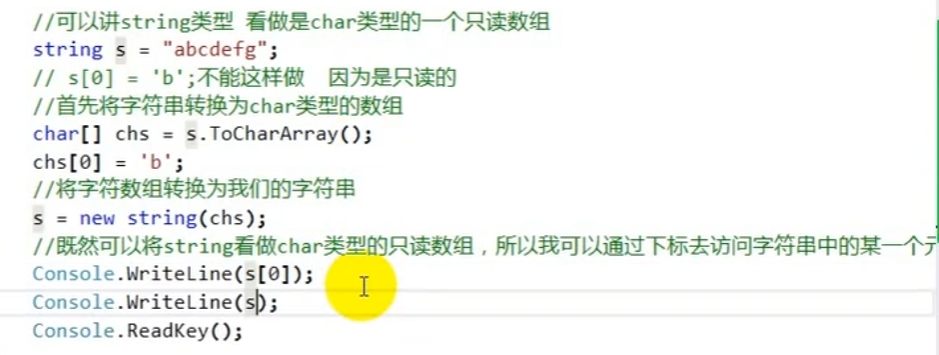 //可以讲string类型 看做是char类型的一个只读数组
string s = "abcdefg";
// s[0] = 'b';不能这样做  因为是只读的
//首先将字符串转换为char类型的数组
char[] chs = s.ToCharArray();
chs[0] = 'b';
//将字符数组转换为我们的字符串
s = new string(chs);
//既然可以将string看做char类型的只读数组，所以我可以通过下标去访问字符串中的某一个元
Console.WriteLine(s[0]);
Console.WriteLine(s);
Console.ReadKey();